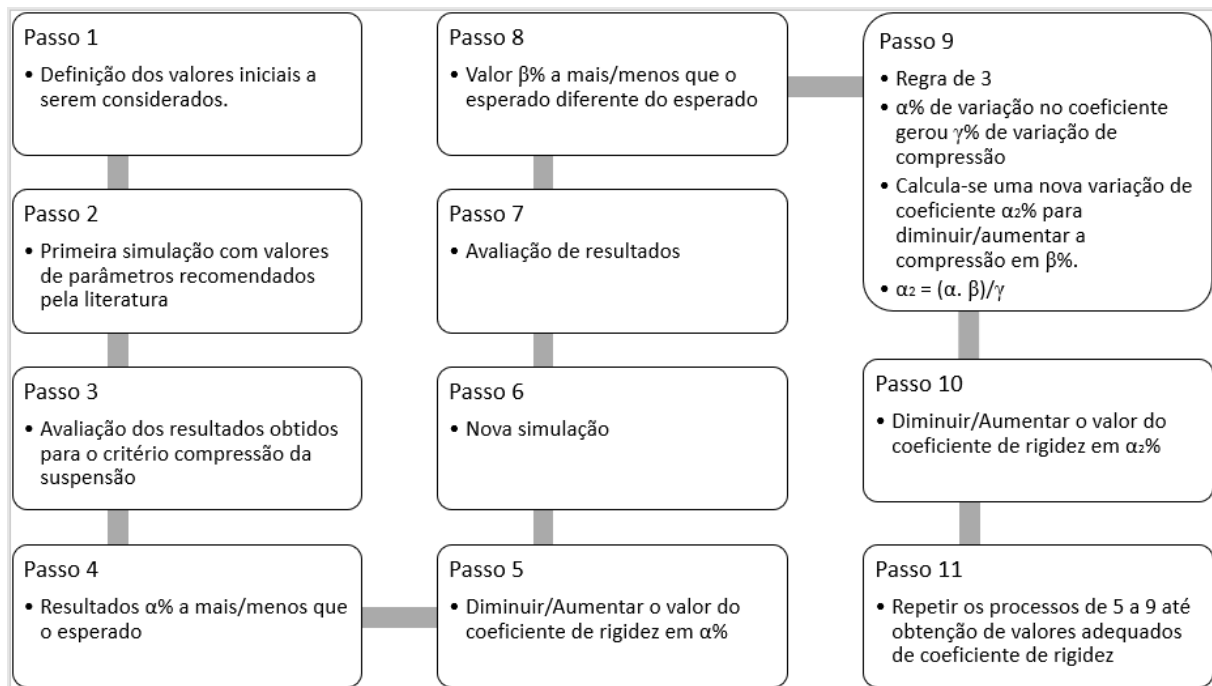 Passo 1
• Definição dos valores iniciais a
serem considerados.
Passo 2
• Primeira simulação com valores
de parâmetros recomendados
pela literatura
Passo 3
• Avaliação dos resultados obtidos
para o critério compressão da
suspensão
Passo 4
• Resultados α% a mais/menos que
o esperado
Passo 5
• Diminuir/Aumentar o valor do
coeficiente de rigidez em α%
Passo 6
• Nova simulação
Passo 7
• Avaliação de resultados
Passo 8
• Valor β% a mais/menos que o
esperado diferente do esperado
Passo 9
• Regra de 3
• α% de variação no coeficiente
gerou γ% de variação de
compressão
• Calcula-se uma nova variação de
coeficiente α₂% para
diminuir/aumentar a
compressão em β%.
• α₂ = (α. β)/γ
Passo 10
• Diminuir/Aumentar o valor do
coeficiente de rigidez em α₂%
Passo 11
• Repetir os processos de 5 a 9 até
obtenção de valores adequados
de coeficiente de rigidez